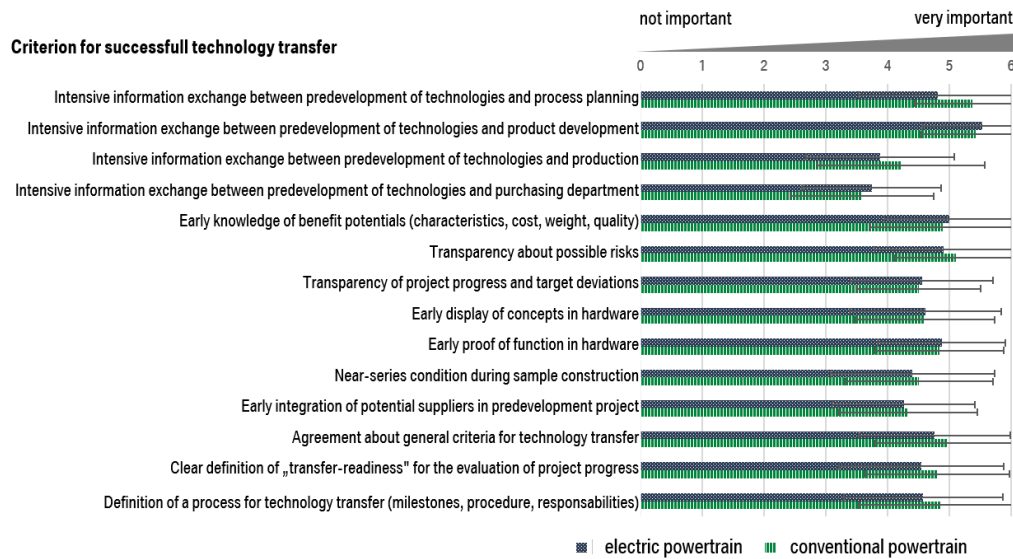 not important very important
Criterion for successfull technology transfer
0 1 2 3 4 5 6
Intensive information exchange between predevelopment of technologies and process planning
Intensive information exchange between predevelopment of technologies and product development
Intensive information exchange between predevelopment of technologies and production
Intensive information exchange between predevelopment of technologies and purchasing department
Early knowledge of benefit potentials (characteristics, cost, weight, quality)
Transparency about possible risks
Transparency of project progress and target deviations
Early display of concepts in hardware
Early proof of function in hardware
Near-series condition during sample construction
Early integration of potential suppliers in predevelopment project
Agreement about general criteria for technology transfer
Clear definition of „transfer-readiness" for the evaluation of project progress
Definition of a process for technology transfer (milestones, procedure, responsabilities)
electric powertrain conventional powertrain